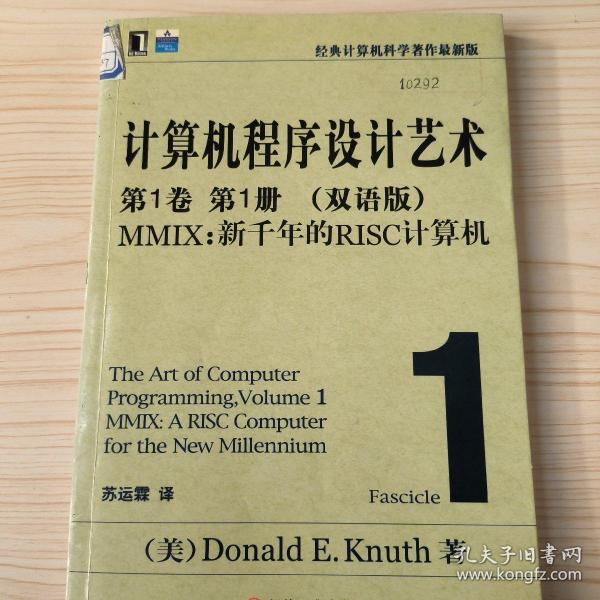 经典计算机科学著作最新版
10292
计算机程序设计艺术
第1卷 第1册 （双语版）
MMIX:新千年的RISC计算机
The Art of Computer
Programming,Volume 1
MMIX: A RISC Computer
for the New Millennium
1
苏运霖 译
Fascicle
（美）Donald E. Knuth 著
孔夫子旧书网
www.kongfz.com